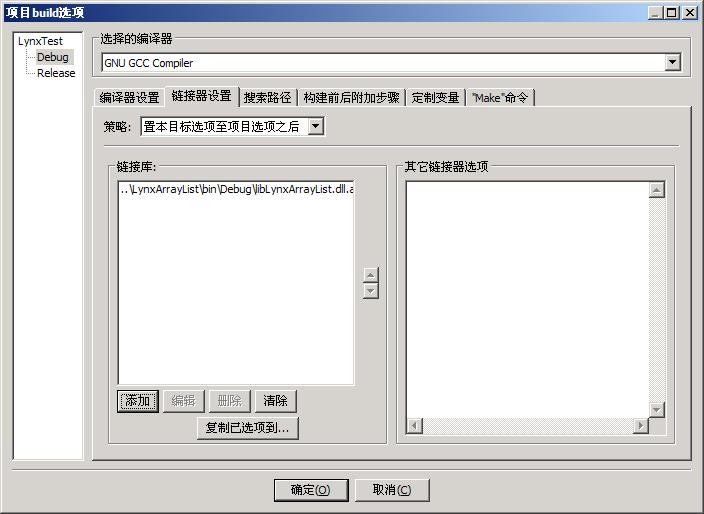 项目build选项
LynxTest
Debug
Release
选择的编译器
GNU GCC Compiler
编译器设置 链接器设置 搜索路径 构建前后附加步骤 定制变量 "Make"命令
策略: 置本目标选项至项目选项之后
链接库:
..\LynxArrayList\bin\Debug\libLynxArrayList.dll.a
添加 编辑 删除 清除
复制已选项到...
其它链接器选项
确定(O) 取消(C)